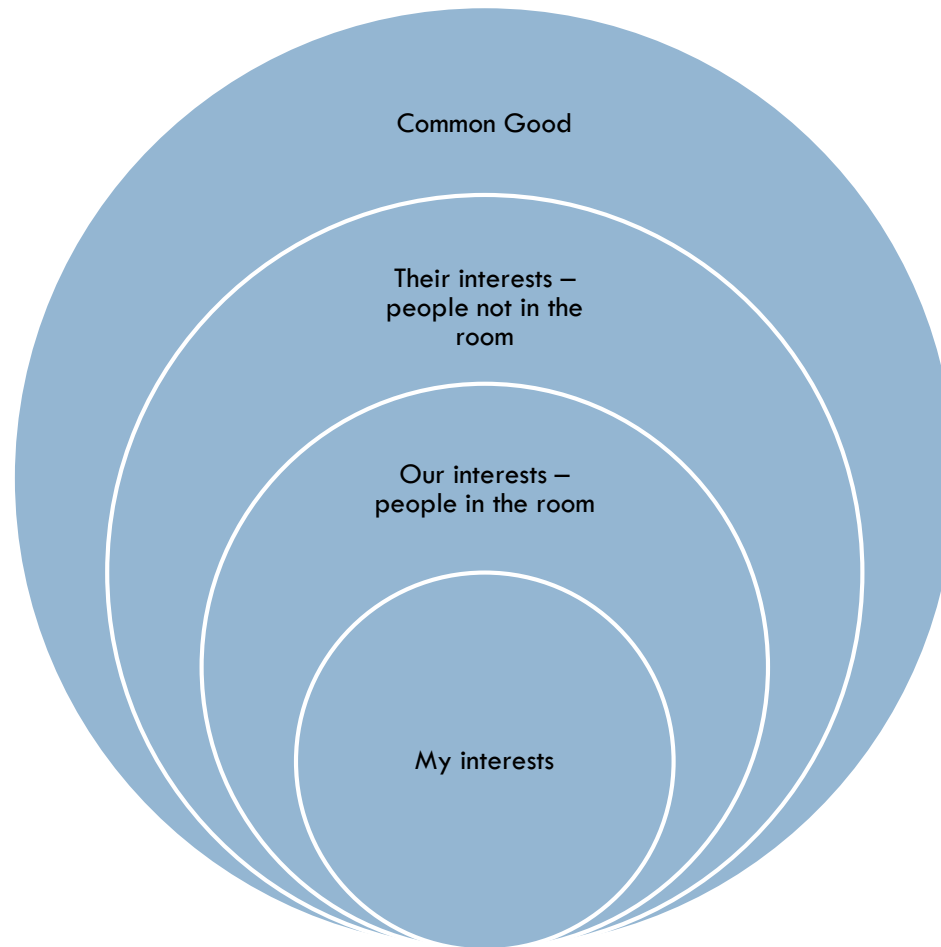 Common Good
Their interests –
people not in the
room
Our interests –
people in the room
My interests